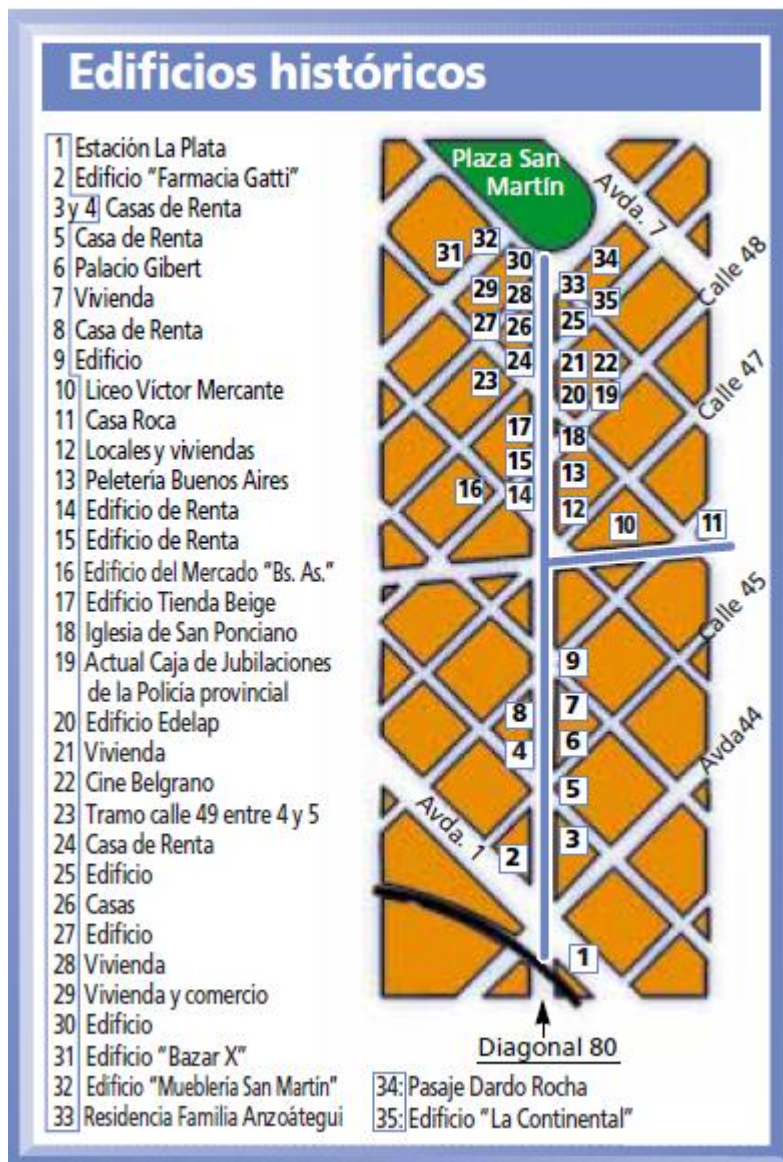 Edificios históricos
1 Estación La Plata
2 Edificio "Farmacia Gatti"
3 y 4 Casas de Renta
5 Casa de Renta
6 Palacio Gibert
7 Vivienda
8 Casa de Renta
9 Edificio
10 Liceo Víctor Mercante
11 Casa Roca
12 Locales y viviendas
13 Peletería Buenos Aires
14 Edificio de Renta
15 Edificio de Renta
16 Edificio del Mercado "Bs. As."
17 Edificio Tienda Beige
18 Iglesia de San Ponciano
19 Actual Caja de Jubilaciones
de la Policía provincial
20 Edificio Edelap
21 Vivienda
22 Cine Belgrano
23 Tramo calle 49 entre 4 y 5
24 Casa de Renta
25 Edificio
26 Casas
27 Edificio
28 Vivienda
29 Vivienda y comercio
30 Edificio
31 Edificio "Bazar X"
32 Edificio "Mueblería San Martín"
33 Residencia Familia Anzoátegui
34: Pasaje Dardo Rocha
35: Edificio "La Continental"
Plaza San
Martín
Avda. 7
Calle 48
Calle 47
Calle 45
Avda44
Avda. 1
32
31
30
34
29
28
33
35
27
26
25
24
21
22
23
20
19
17
18
15
13
16
14
12
10
11
9
8
7
4
6
5
2
3
1
Diagonal 80